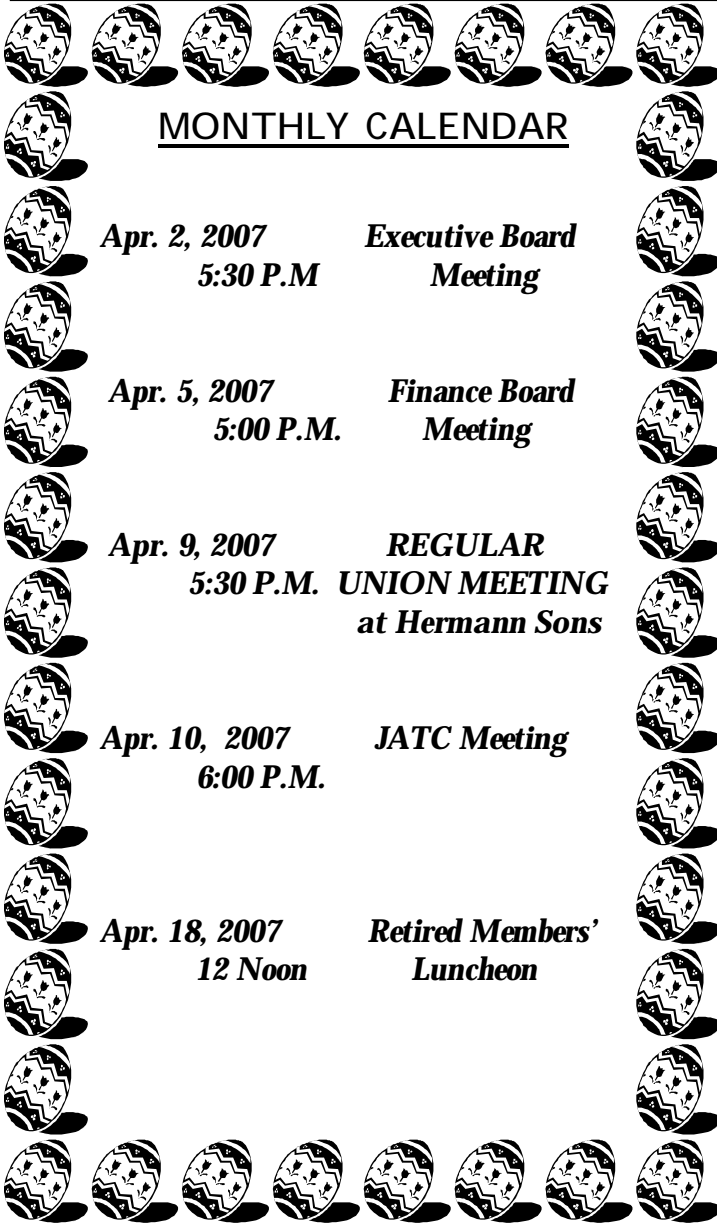 MONTHLY CALENDAR
Apr. 2, 2007 Executive Board
5:30 P.M Meeting
Apr. 5, 2007 Finance Board
5:00 P.M. Meeting
Apr. 9, 2007 REGULAR
5:30 P.M. UNION MEETING
at Hermann Sons
Apr. 10, 2007 JATC Meeting
6:00 P.M.
Apr. 18, 2007 Retired Members’
12 Noon Luncheon